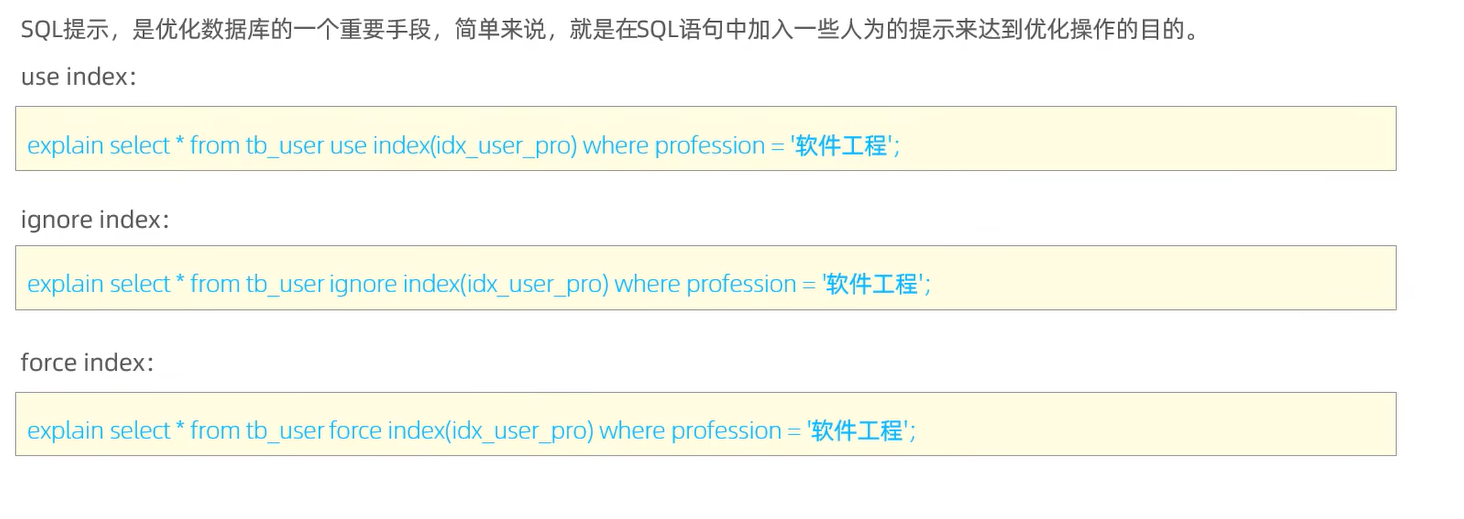 SQL提示，是优化数据库的一个重要手段，简单来说，就是在SQL语句中加入一些人为的提示来达到优化操作的目的。
use index：
explain select * from tb_user use index(idx_user_pro) where profession = '软件工程';
ignore index：
explain select * from tb_user ignore index(idx_user_pro) where profession = '软件工程';
force index：
explain select * from tb_user force index(idx_user_pro) where profession = '软件工程';